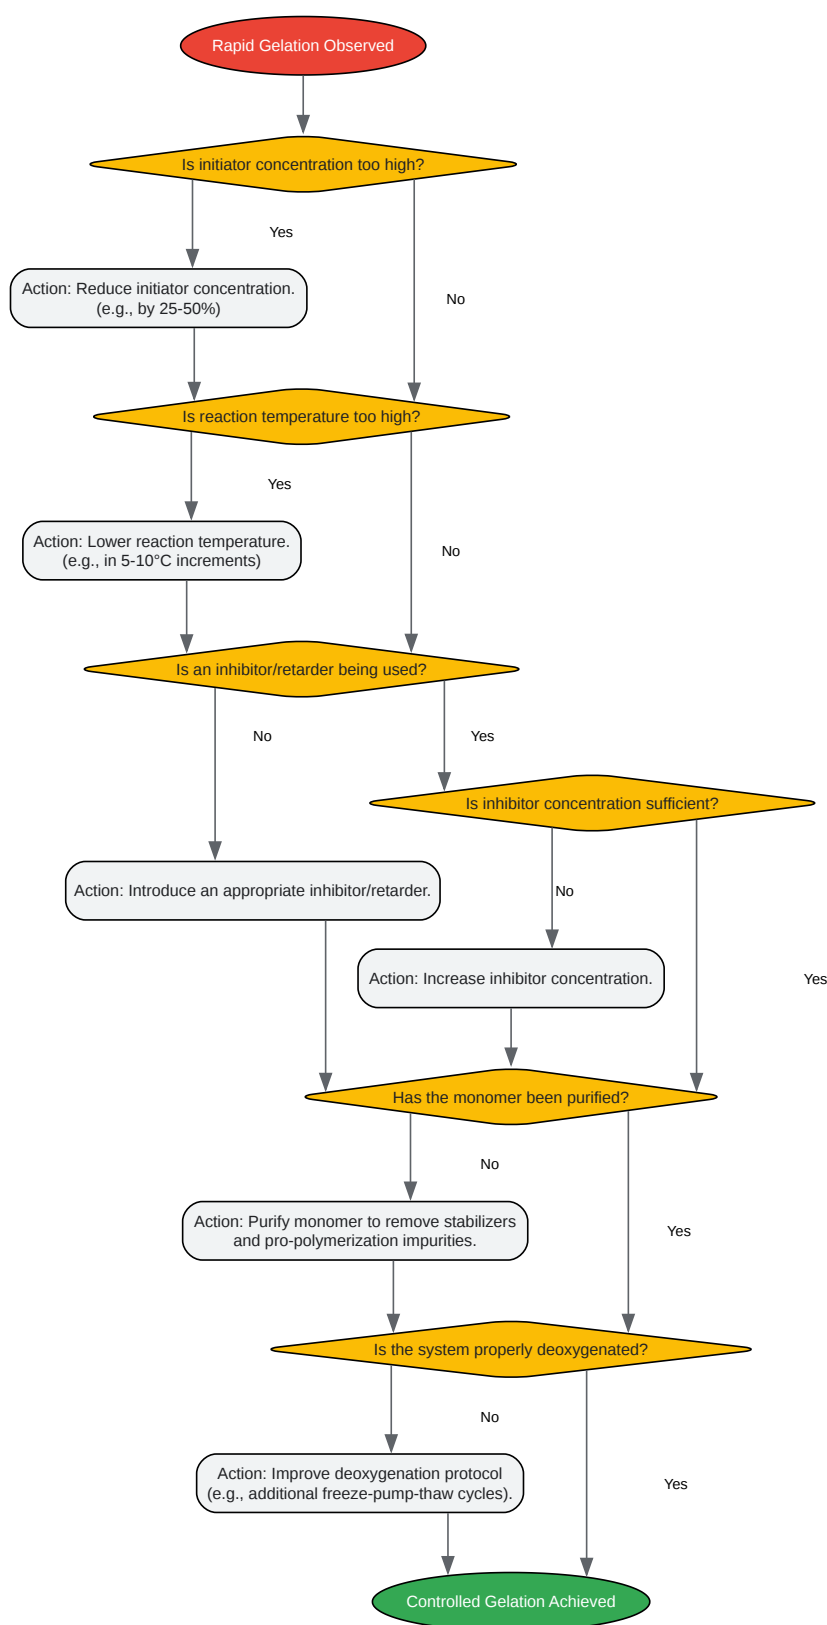 Rapid Gelation Observed
Is initiator concentration too high?
Yes
Action: Reduce initiator concentration.
(e.g., by 25-50%)
No
Is reaction temperature too high?
Yes
Action: Lower reaction temperature.
(e.g., in 5-10°C increments)
No
Is an inhibitor/retarder being used?
No
Yes
Is inhibitor concentration sufficient?
Action: Introduce an appropriate inhibitor/retarder.
No
Action: Increase inhibitor concentration.
Yes
Has the monomer been purified?
No
Action: Purify monomer to remove stabilizers
and pro-polymerization impurities.
Yes
Is the system properly deoxygenated?
No
Action: Improve deoxygenation protocol
(e.g., additional freeze-pump-thaw cycles).
Yes
Controlled Gelation Achieved